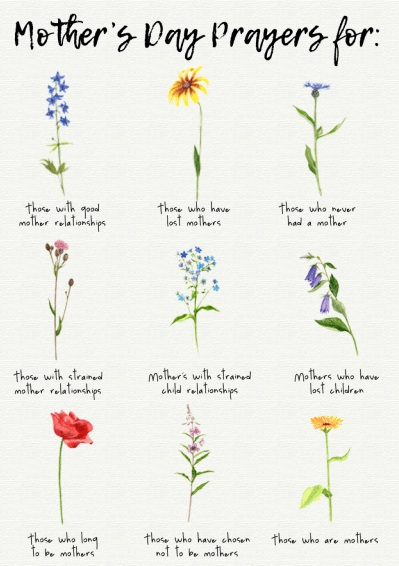 Mother's Day Prayers for:
Those with good
mother relationships
Those who have
lost mothers
Those who never
had a mother
Those with strained
mother relationships
Mother's with strained
child relationships
Mothers who have
lost children
Those who long
to be mothers
Those who have chosen
not to be mothers
Those who are mothers